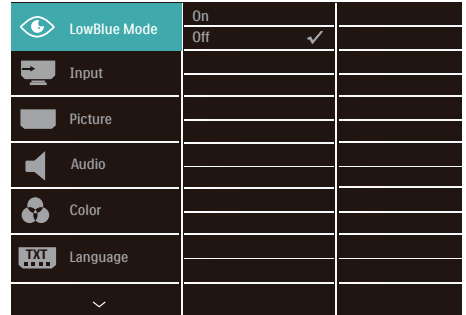 LowBlue Mode
On
Off
Input
Picture
Audio
Color
TXT
Language